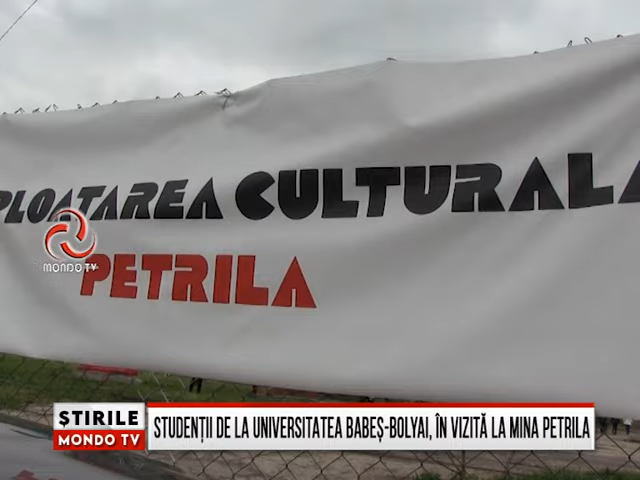 PLOATAREA CULTURALA
PETRILA
MONDO TV
ȘTIRILE
MONDO TV
STUDENȚII DE LA UNIVERSITATEA BABEȘ-BOLYAI, ÎN VIZITĂ LA MINA PETRILA